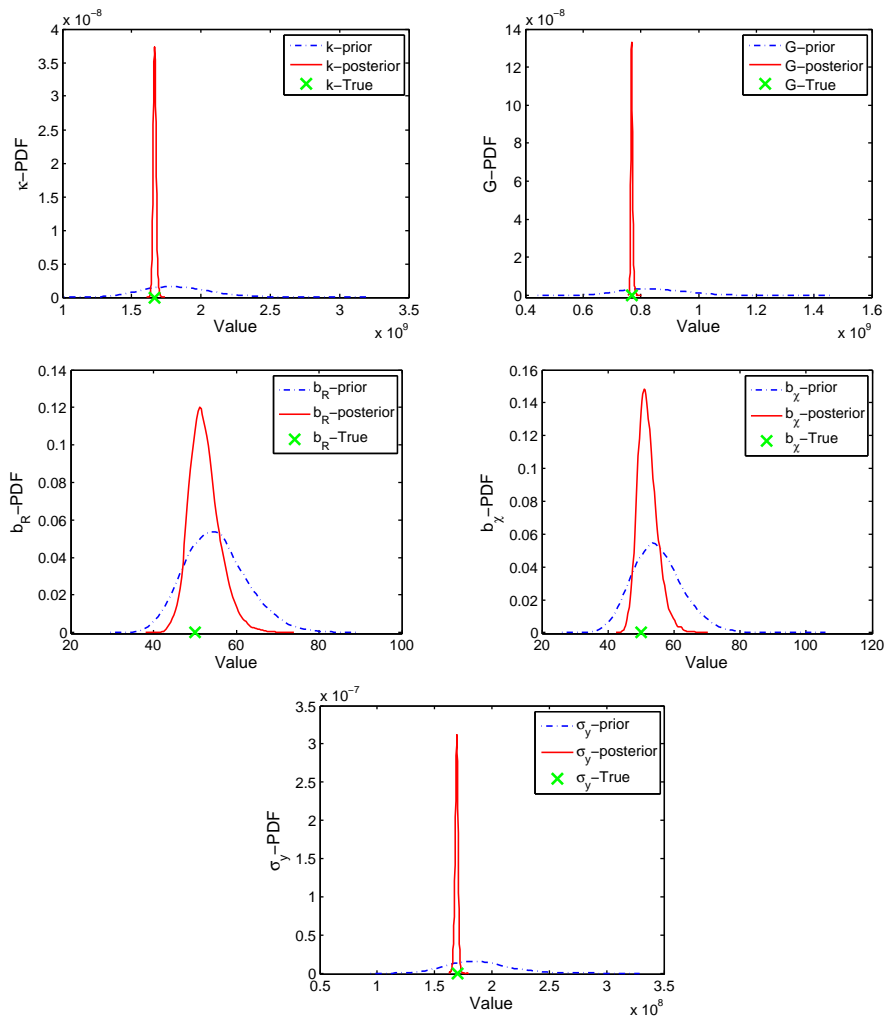 x 10⁻⁸
4
3.5
3
2.5
2
1.5
1
0.5
0
κ−PDF
k−prior
k−posterior
k−True
1 1.5 2 2.5 3 3.5
Value
x 10⁹
x 10⁻⁸
14
12
10
8
6
4
2
0
G−PDF
G−prior
G−posterior
G−True
0.4 0.6 0.8 1 1.2 1.4 1.6
Value
x 10⁹
0.14
0.12
0.1
0.08
0.06
0.04
0.02
0
b_R−PDF
b_R−prior
b_R−posterior
b_R−True
20 40 60 80 100
Value
0.16
0.14
0.12
0.1
0.08
0.06
0.04
0.02
0
b_χ−PDF
b_χ−prior
b_χ−posterior
b_χ−True
20 40 60 80 100 120
Value
x 10⁻⁷
3.5
3
2.5
2
1.5
1
0.5
0
σ_y−PDF
σ_y−prior
σ_y−posterior
σ_y−True
0.5 1 1.5 2 2.5 3 3.5
Value
x 10⁸